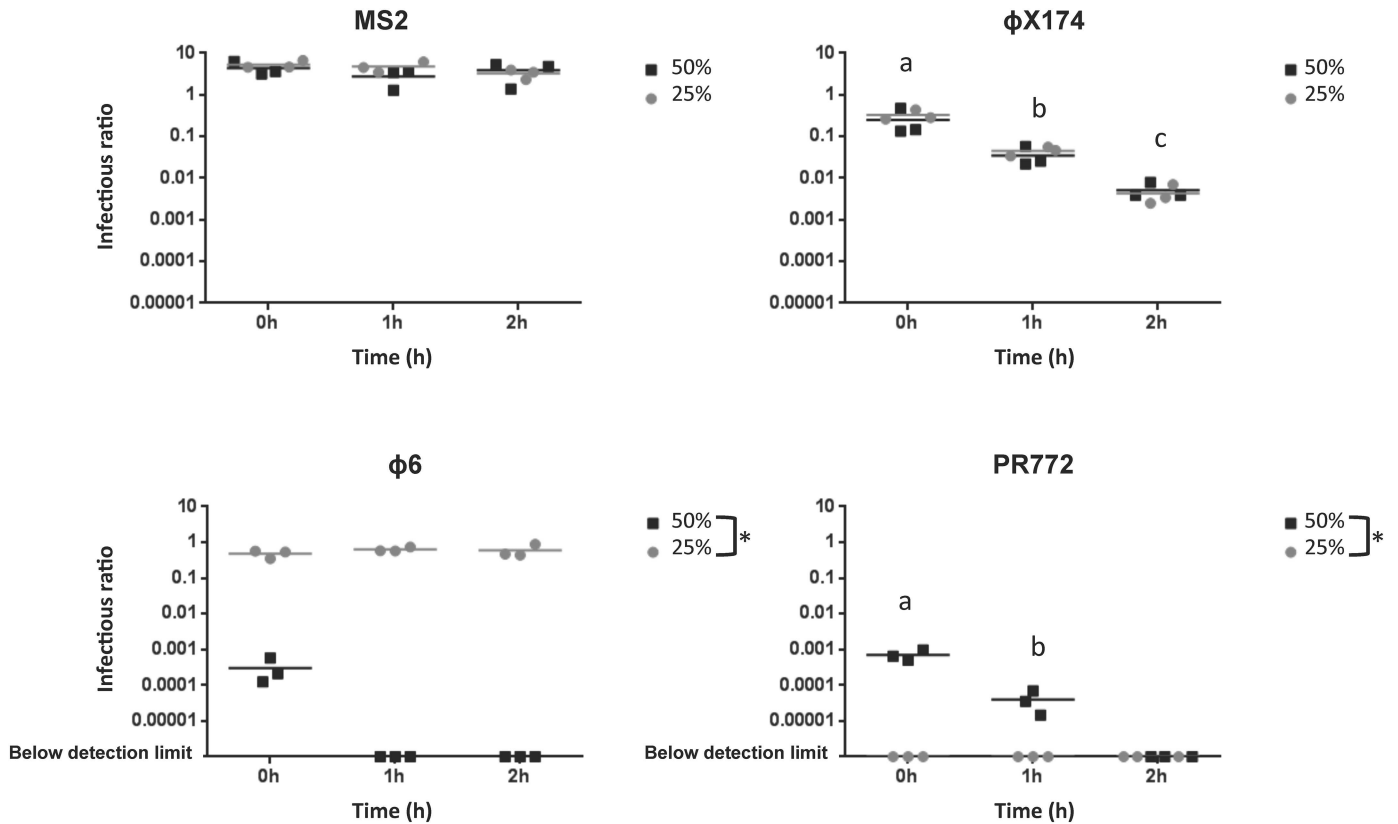 MS2
10
1
0.1
0.01
0.001
0.0001
0.00001
Infectious ratio
0h 1h 2h
Time (h)
50%
25%
ϕX174
10
1
0.1
0.01
0.001
0.0001
0.00001
a
b
c
0h 1h 2h
Time (h)
50%
25%
ϕ6
10
1
0.1
0.01
0.001
0.0001
0.00001
Below detection limit
Infectious ratio
0h 1h 2h
Time (h)
50%
25%
*
PR772
10
1
0.1
0.01
0.001
0.0001
0.00001
Below detection limit
a
b
0h 1h 2h
Time (h)
50%
25%
*